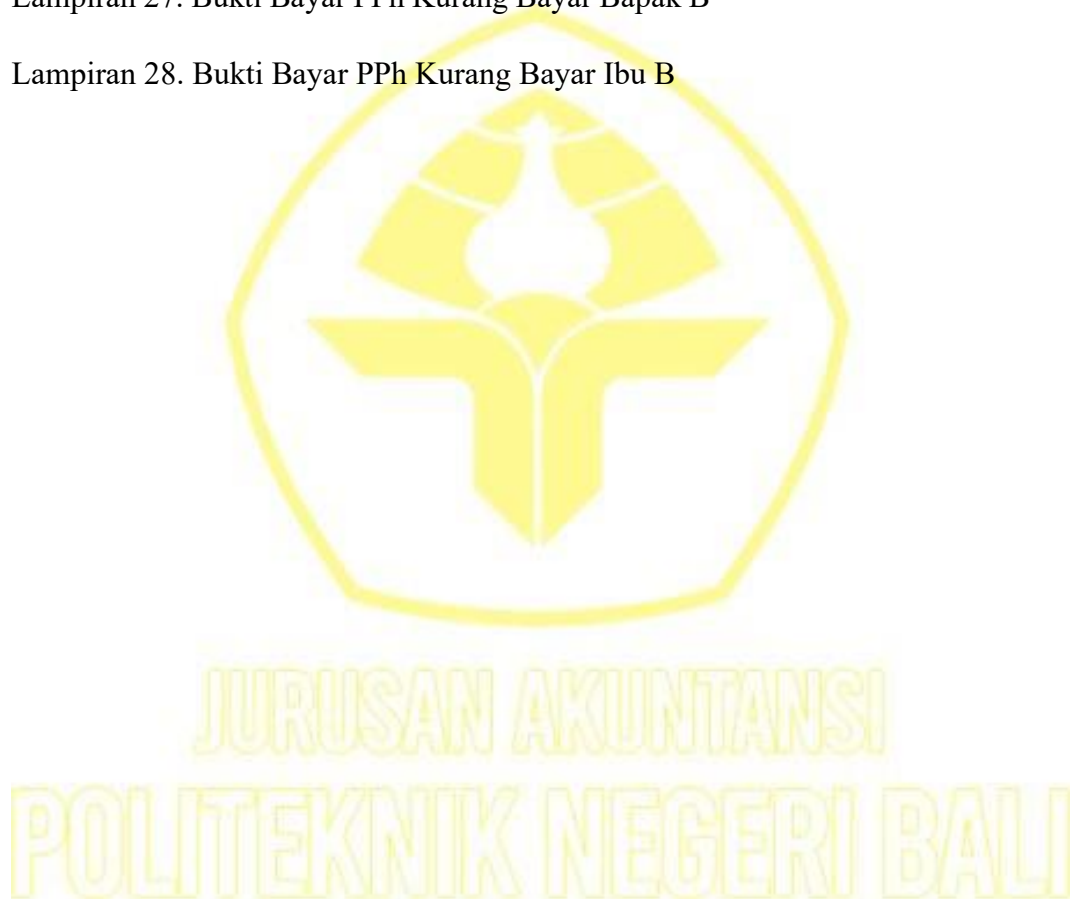 Lampiran 27. Bukti Bayar PPh Kurang Bayar Bapak B
Lampiran 28. Bukti Bayar PPh Kurang Bayar Ibu B
JURUSAN AKUNTANSI
POLITEKNIK NEGERI BALI